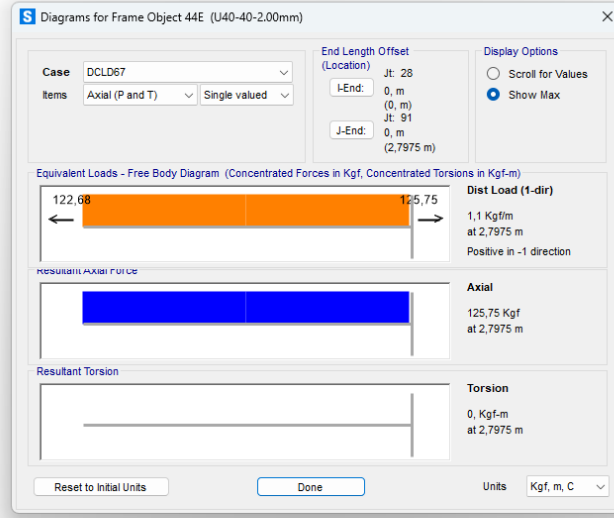 S Diagrams for Frame Object 44E (U40-40-2.00mm)
Case DCLD67
Items Axial (P and T) Single valued
End Length Offset
(Location)
I-End:
Jt: 28
0, m
(0, m)
J-End:
Jt: 91
0, m
(2,7975 m)
Display Options
Scroll for Values
Show Max
Equivalent Loads - Free Body Diagram (Concentrated Forces in Kgf, Concentrated Torsions in Kgf-m)
122,68
125,75
Dist Load (1-dir)
1,1 Kgf/m
at 2,7975 m
Positive in -1 direction
Resultant Axial Force
Axial
125,75 Kgf
at 2,7975 m
Resultant Torsion
Torsion
0, Kgf-m
at 2,7975 m
Reset to Initial Units
Done
Units Kgf, m, C